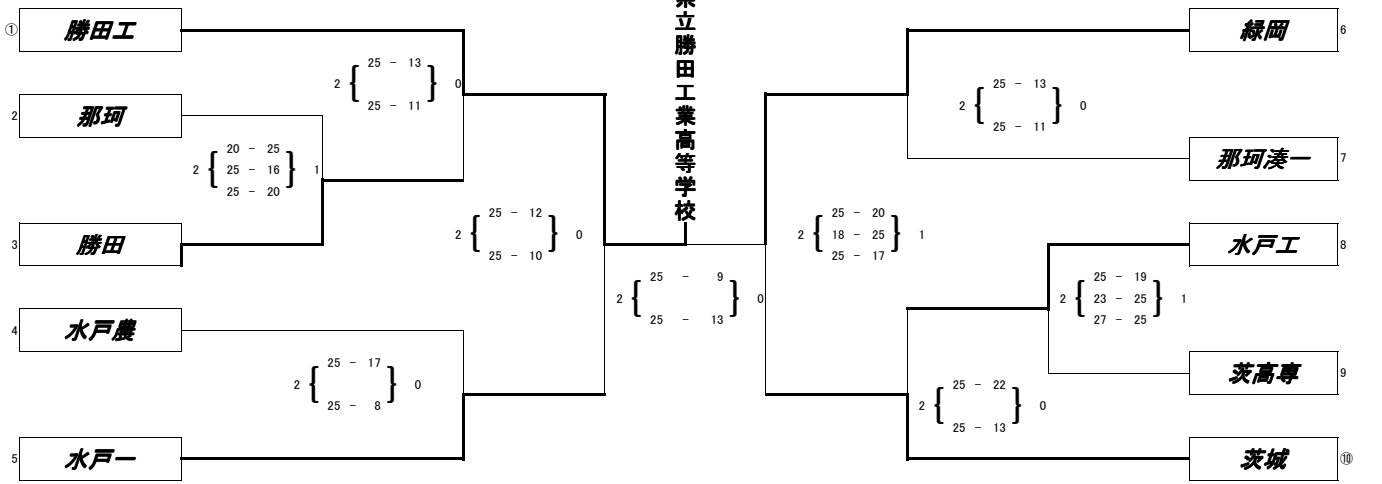 ① 勝田工
2 那珂
3 勝田
4 水戸農
5 水戸一
2 { 25 － 13
25 － 11 } 0
2 { 20 － 25
25 － 16
25 － 20 } 1
2 { 25 － 12
25 － 10 } 0
2 { 25 － 17
25 － 8 } 0
立勝田工業高等学校
2 { 25 － 9
25 － 13 } 0
緑岡 6
那珂湊一 7
水戸工 8
茨高専 9
茨城 ⑩
2 { 25 － 13
25 － 11 } 0
2 { 25 － 20
18 － 25
25 － 17 } 1
2 { 25 － 19
23 － 25
27 － 25 } 1
2 { 25 － 22
25 － 13 } 0